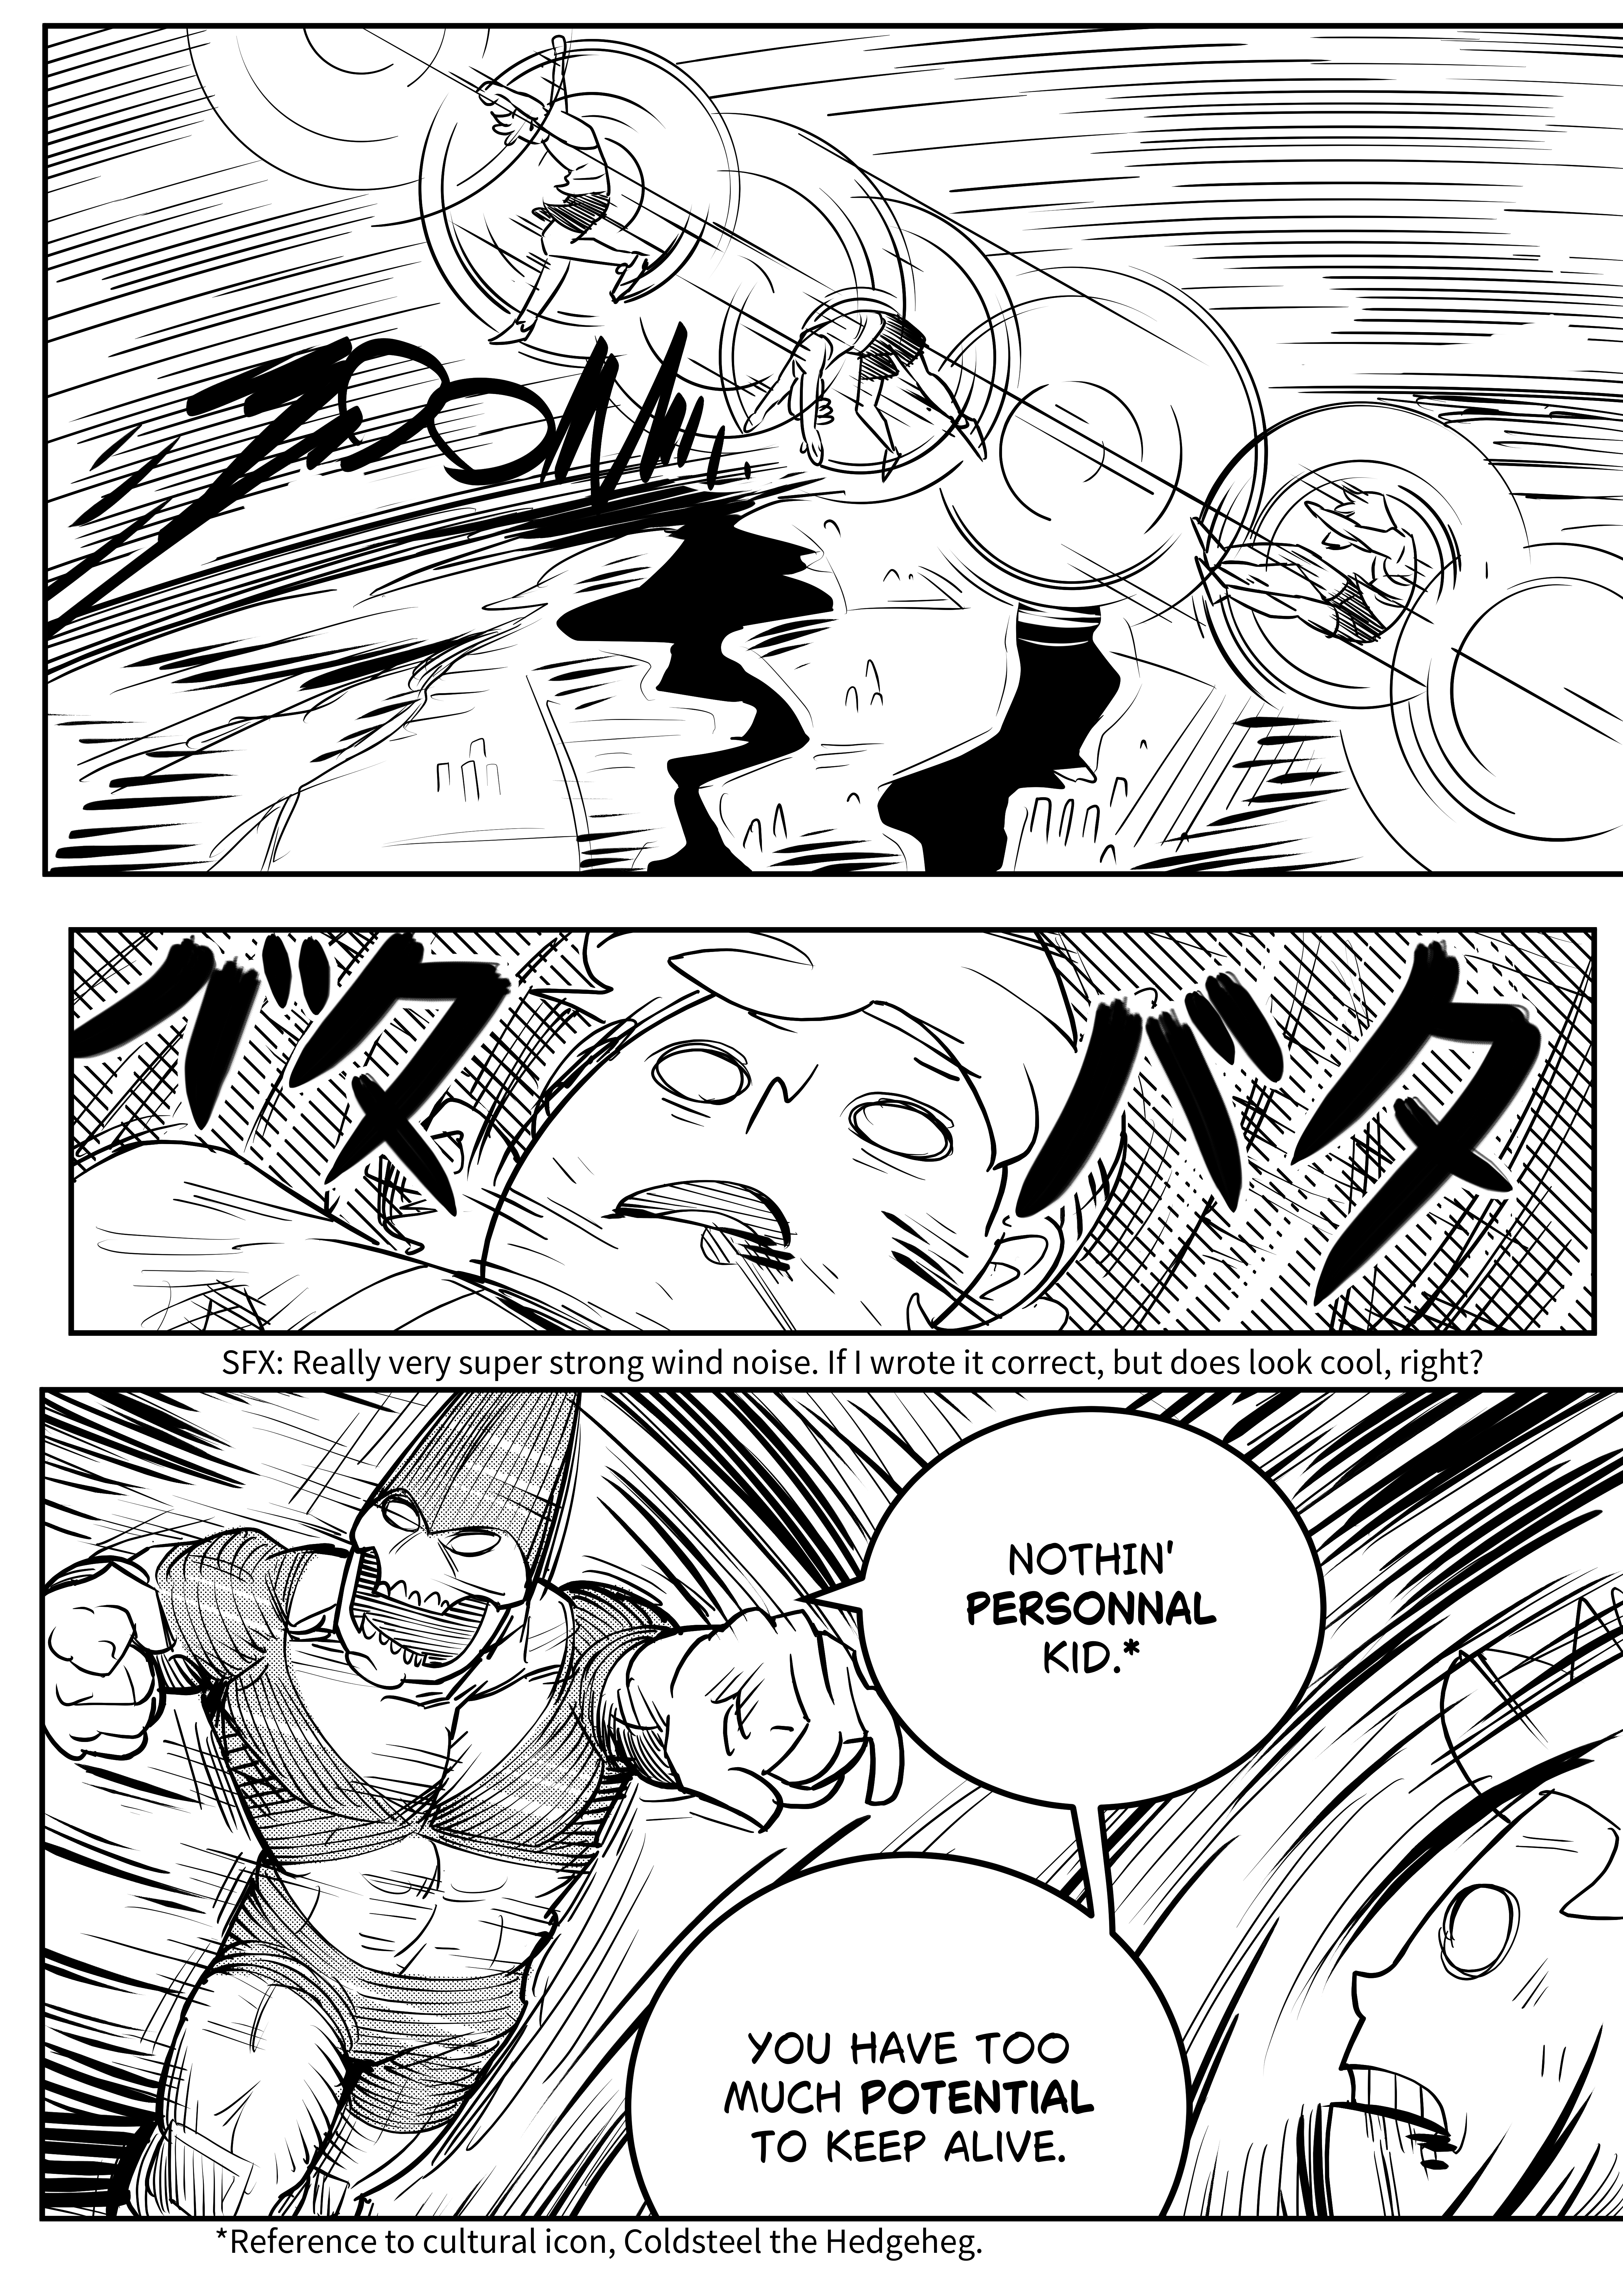 ZOOM...
バタ
バタ
SFX: Really very super strong wind noise. If I wrote it correct, but does look cool, right?
NOTHIN'
PERSONNAL
KID.*
YOU HAVE TOO
MUCH POTENTIAL
TO KEEP ALIVE.
*Reference to cultural icon, Coldsteel the Hedgeheg.